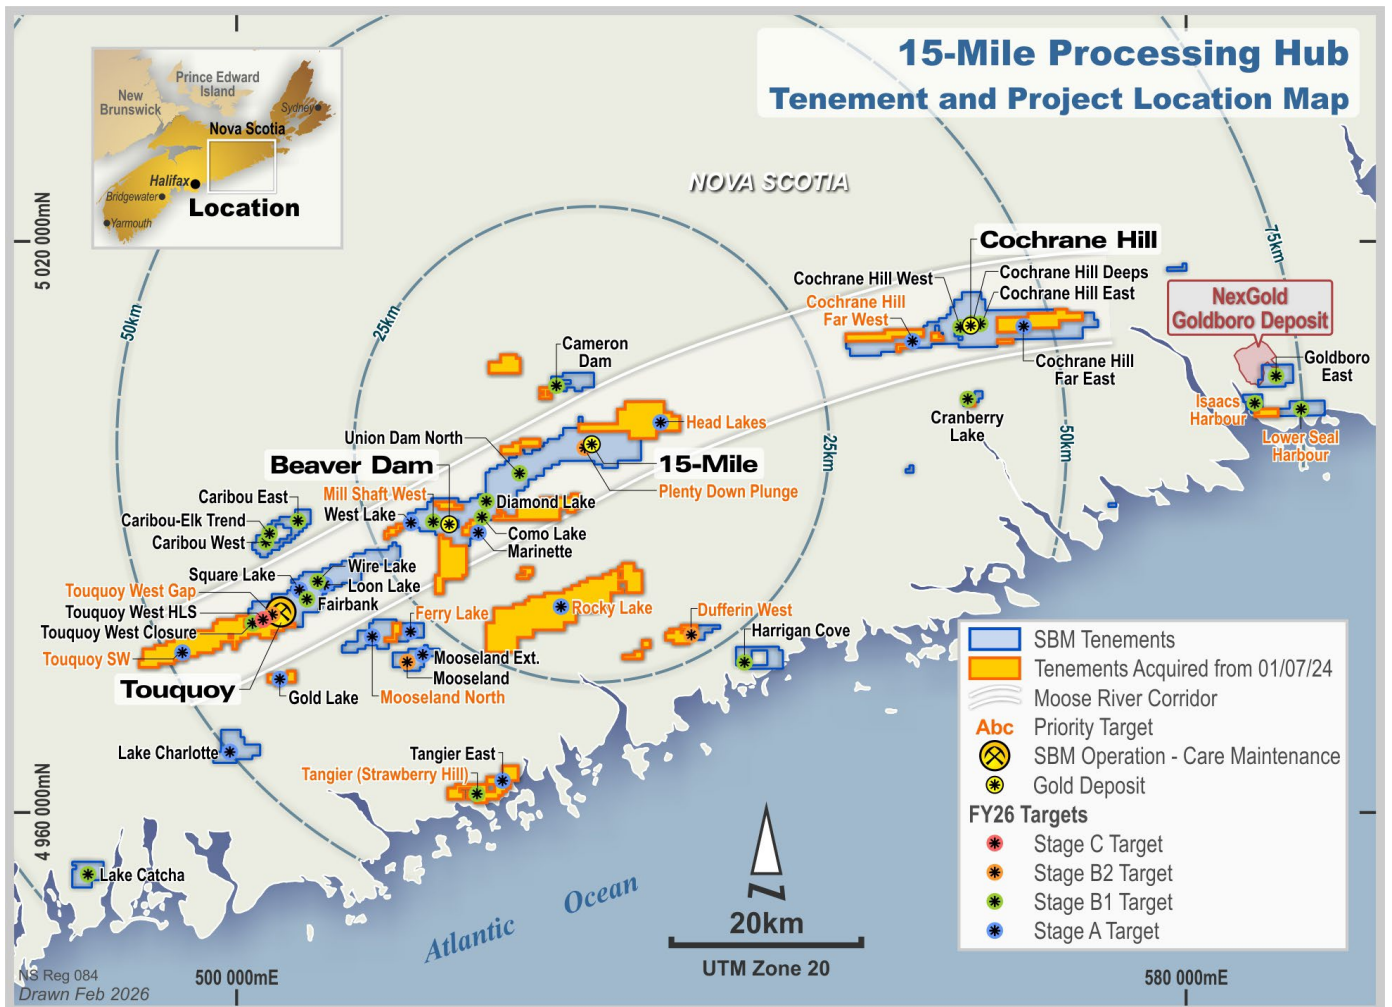 15-Mile Processing Hub
Tenement and Project Location Map
Prince Edward
Island
New
Brunswick
Sydney
Nova Scotia
Halifax
Bridgewater
Yarmouth
Location
NOVA SCOTIA
5 020 000mN
4 960 000mN
50km
25km
25km
50km
75km
Cochrane Hill
Cochrane Hill West
Cochrane Hill Deeps
Cochrane Hill East
Cochrane Hill
Far West
Cochrane Hill
Far East
NexGold
Goldboro Deposit
Goldboro
East
Isaacs
Harbour
Lower Seal
Harbour
Cranberry
Lake
Cameron
Dam
Head Lakes
Union Dam North
15-Mile
Plenty Down Plunge
Beaver Dam
Mill Shaft West
West Lake
Diamond Lake
Como Lake
Marinette
Caribou East
Caribou-Elk Trend
Caribou West
Wire Lake
Square Lake
Loon Lake
Fairbank
Touquoy West Gap
Touquoy West HLS
Touquoy West Closure
Touquoy SW
Touquoy
Ferry Lake
Rocky Lake
Dufferin West
Harrigan Cove
Mooseland Ext.
Mooseland
Mooseland North
Gold Lake
Lake Charlotte
Tangier East
Tangier (Strawberry Hill)
Lake Catcha
Atlantic Ocean
SBM Tenements
Tenements Acquired from 01/07/24
Moose River Corridor
Abc Priority Target
SBM Operation - Care Maintenance
Gold Deposit
FY26 Targets
Stage C Target
Stage B2 Target
Stage B1 Target
Stage A Target
N
20km
UTM Zone 20
NS Reg 084
Drawn Feb 2026
500 000mE
580 000mE